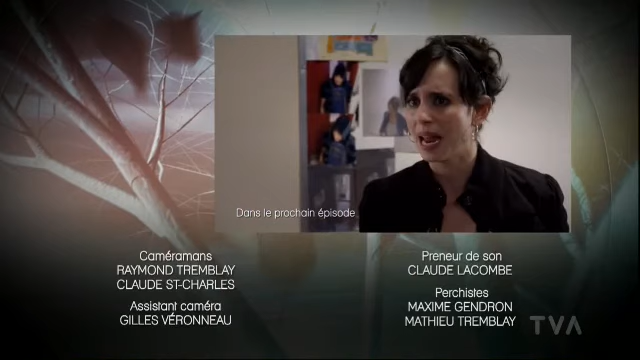 Dans le prochain épisode
Caméramans
RAYMOND TREMBLAY
CLAUDE ST-CHARLES
Assistant caméra
GILLES VÉRONNEAU
Preneur de son
CLAUDE LACOMBE
Perchistes
MAXIME GENDRON
MATHIEU TREMBLAY
TVA